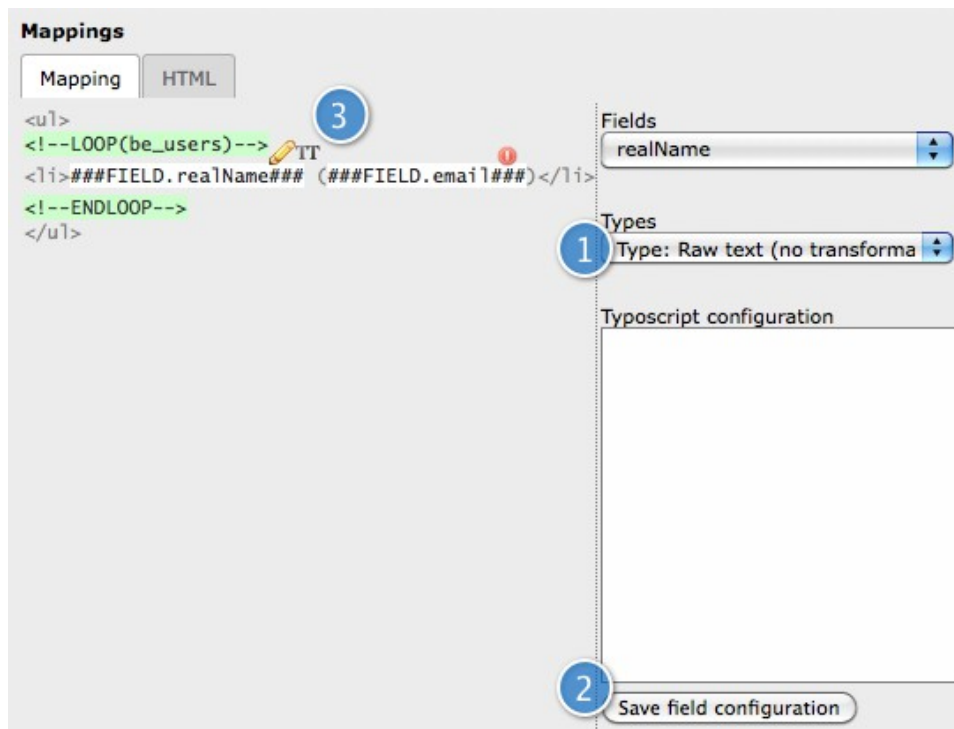 Mappings
Mapping HTML
<ul>
3
<!--LOOP(be_users)-->
TT
<li>###FIELD.realName### (###FIELD.email###)</li>
<!--ENDLOOP-->
</ul>
Fields
realName
Types
1
Type: Raw text (no transforma
Typoscript configuration
2
Save field configuration